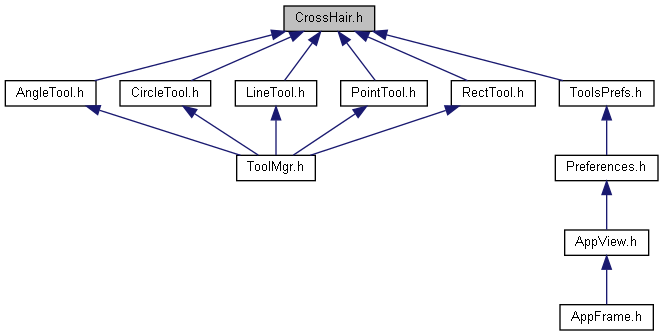 CrossHair.h
AngleTool.h
CircleTool.h
LineTool.h
PointTool.h
RectTool.h
ToolsPrefs.h
ToolMgr.h
Preferences.h
AppView.h
AppFrame.h